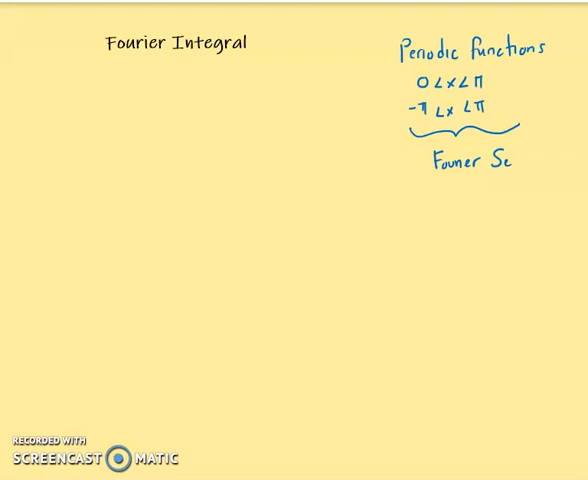 Fourier Integral
Periodic functions
0 < x < π
-π < x < π
Fourier Se
RECORDED WITH
SCREENCAST MATIC